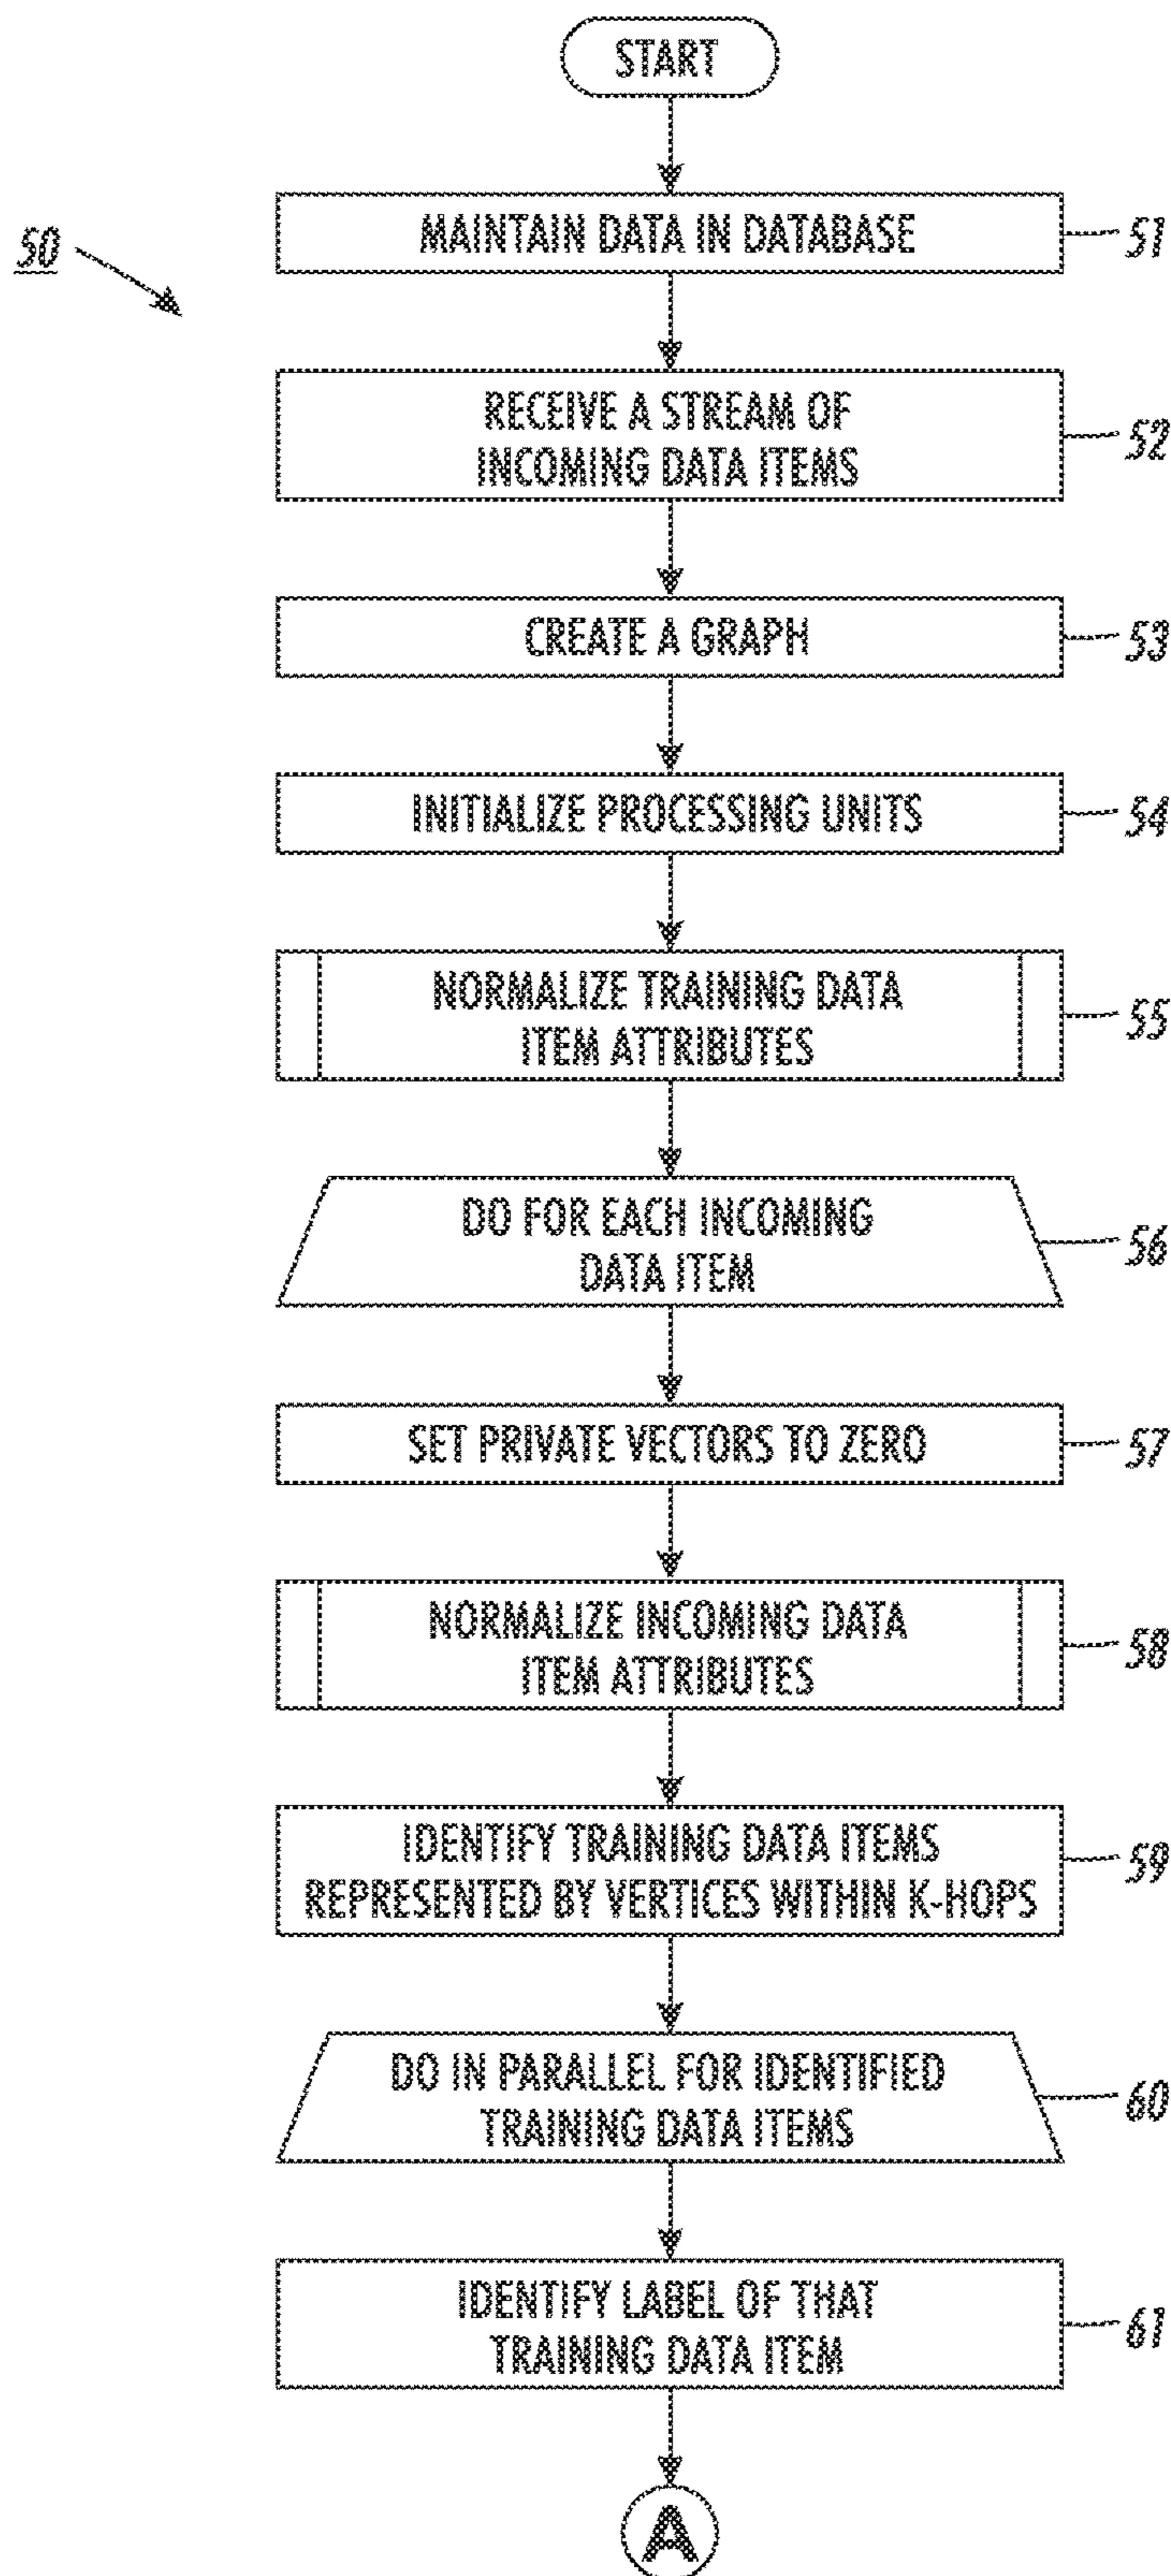 START
MAINTAIN DATA IN DATABASE
51
50
RECEIVE A STREAM OF
INCOMING DATA ITEMS
52
CREATE A GRAPH
53
INITIALIZE PROCESSING UNITS
54
NORMALIZE TRAINING DATA
ITEM ATTRIBUTES
55
DO FOR EACH INCOMING
DATA ITEM
56
SET PRIVATE VECTORS TO ZERO
57
NORMALIZE INCOMING DATA
ITEM ATTRIBUTES
58
IDENTIFY TRAINING DATA ITEMS
REPRESENTED BY VERTICES WITHIN K-HOPS
59
DO IN PARALLEL FOR IDENTIFIED
TRAINING DATA ITEMS
60
IDENTIFY LABEL OF THAT
TRAINING DATA ITEM
61
A